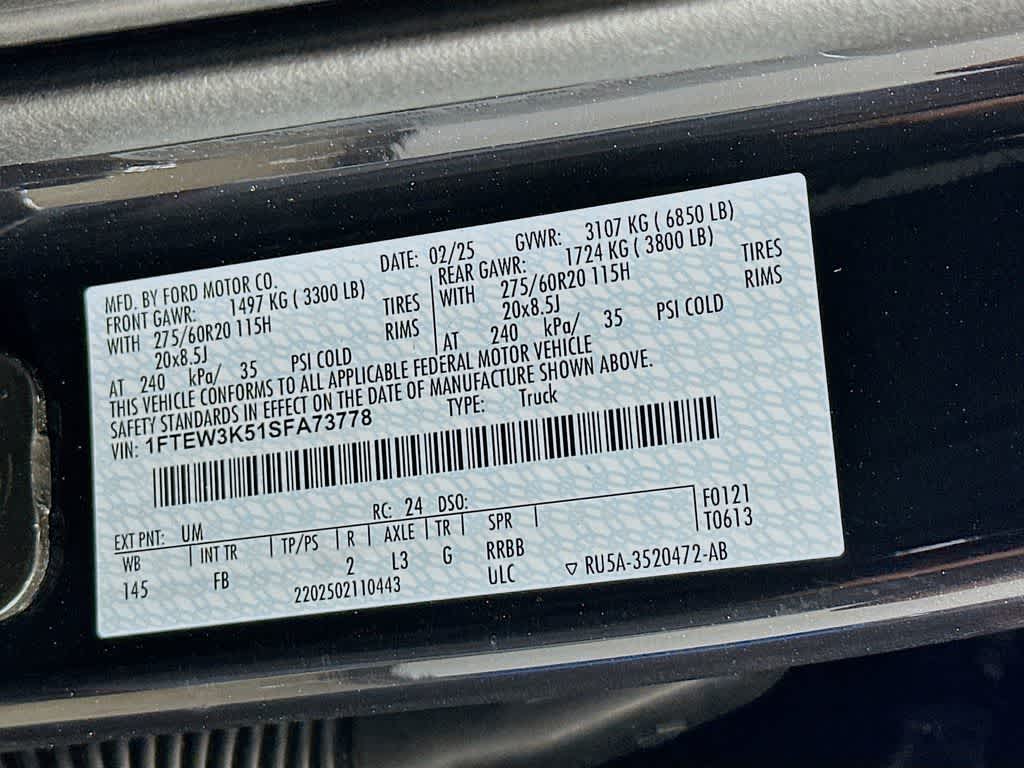 MFD. BY FORD MOTOR CO. DATE: 02/25 GVWR: 3107 KG ( 6850 LB)
FRONT GAWR: 1497 KG ( 3300 LB) REAR GAWR: 1724 KG ( 3800 LB)
WITH 275/60R20 115H TIRES WITH 275/60R20 115H TIRES
20x8.5J RIMS 20x8.5J RIMS
AT 240 kPa/ 35 PSI COLD AT 240 kPa/ 35 PSI COLD
THIS VEHICLE CONFORMS TO ALL APPLICABLE FEDERAL MOTOR VEHICLE
SAFETY STANDARDS IN EFFECT ON THE DATE OF MANUFACTURE SHOWN ABOVE.
VIN: 1FTEW3K51SFA73778 TYPE: Truck
EXT PNT: UM RC: 24 DSO: F0121
WB INT TR TP/PS R AXLE TR SPR T0613
145 FB 2 L3 G RRBB
2202502110443 ULC ▽ RU5A-3520472-AB